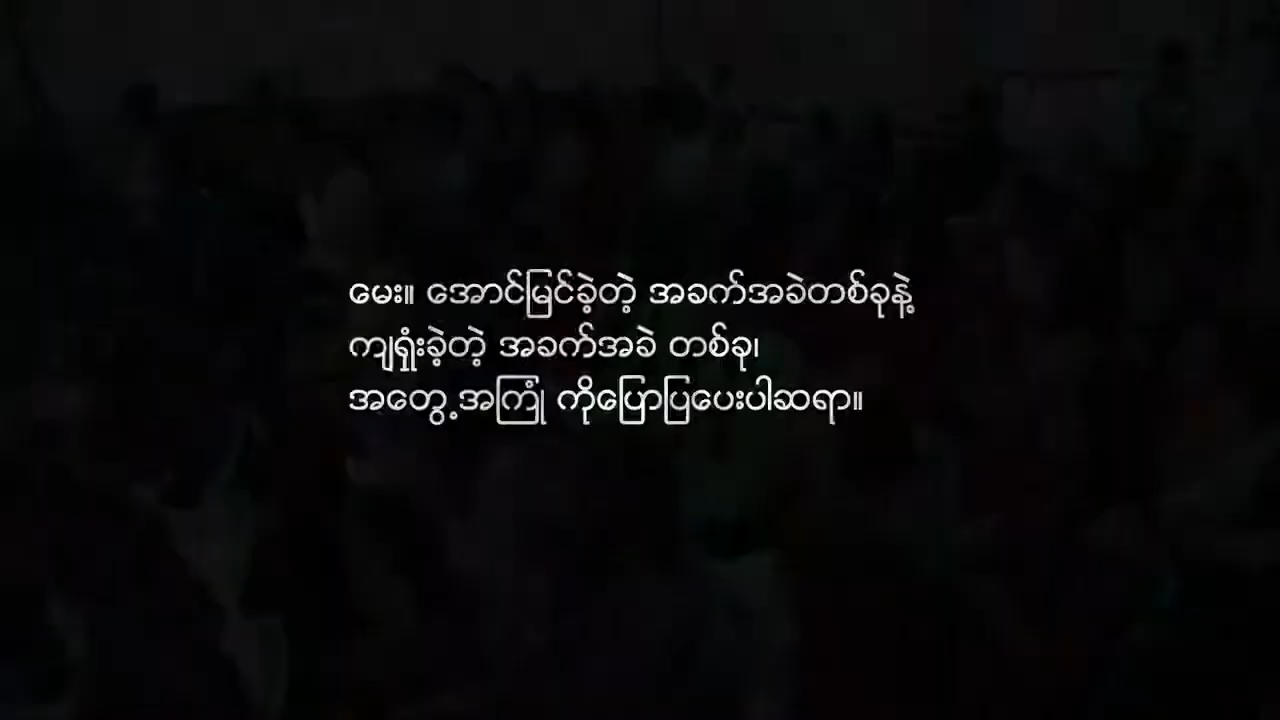 မေး။ အောင်မြင်ခဲ့တဲ့ အခက်အခဲတစ်ခုနဲ့
ကျရှုံးခဲ့တဲ့ အခက်အခဲ တစ်ခု၊
အတွေ့အကြုံ ကိုပြောပြပေးပါဆရာ။